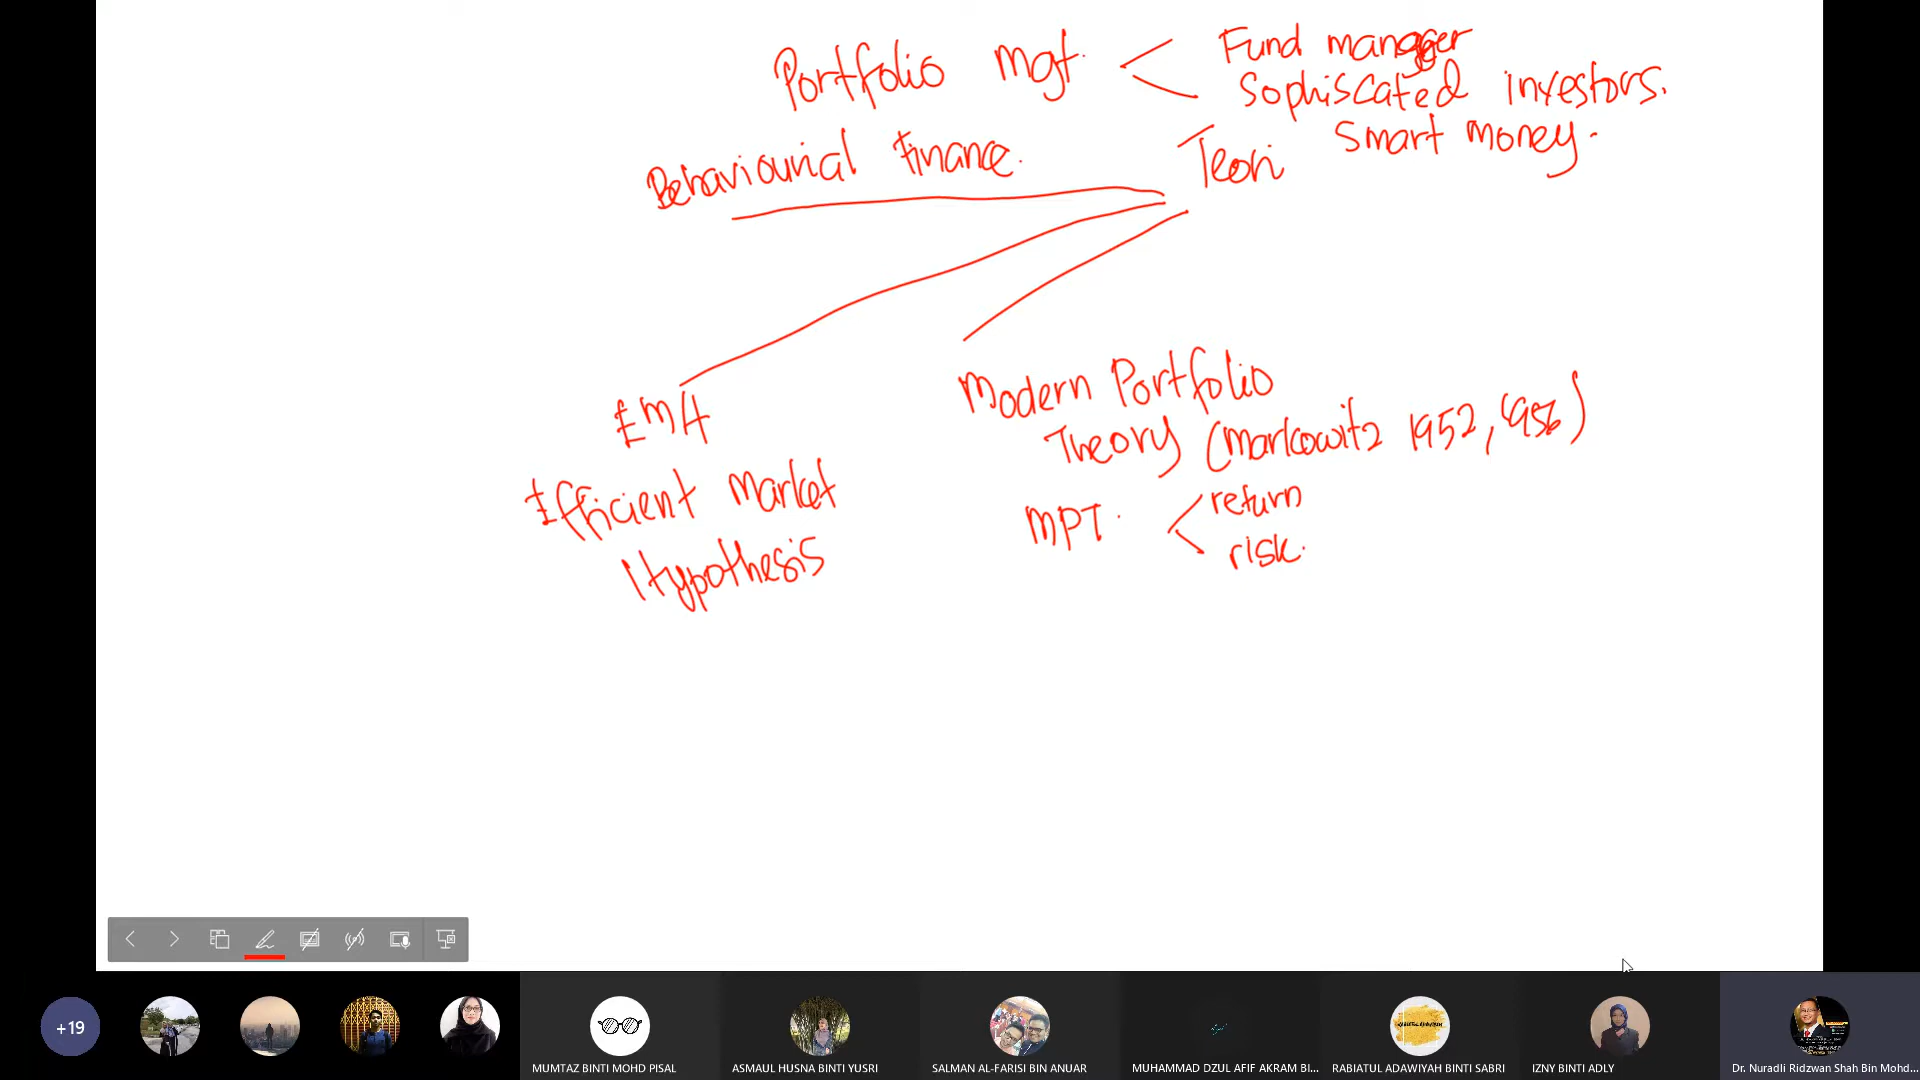 Portfolio Mgt.
Fund manager
Sophiscated investors.
Smart money.
Behaviourial Finance.
Teori
EMH
Efficient Market
Hypothesis
Modern Portfolio
Theory (Markowitz 1952, 1956)
MPT.
return
risk.
+19
MUMTAZ BINTI MOHD PISAL
ASMAUL HUSNA BINTI YUSRI
SALMAN AL-FARISI BIN ANUAR
MUHAMMAD DZUL AFIF AKRAM BI...
RABIATUL ADAWIYAH BINTI SABRI
IZNY BINTI ADLY
Dr. Nuradli Ridzwan Shah Bin Mohd...